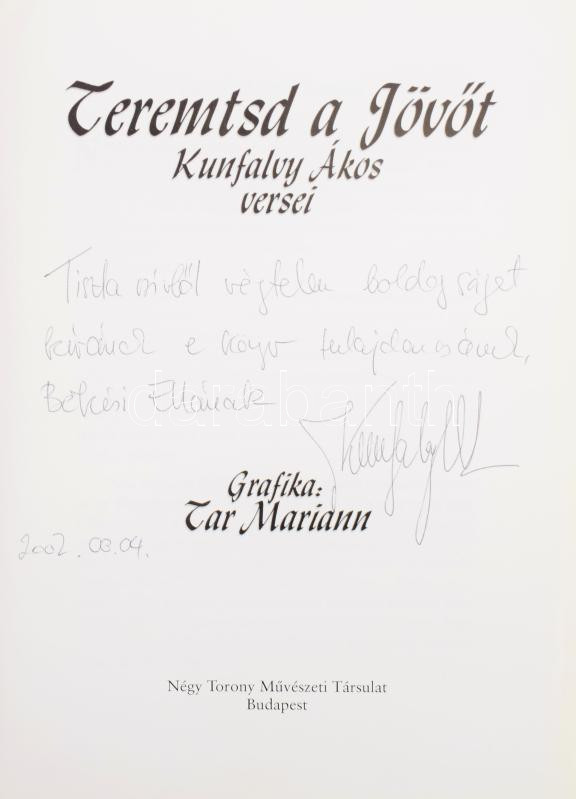 Teremtsd a Jövőt
Kunfalvy Ákos
versei
Tiszta szívből végtelen boldogságot
kívánok e könyv tulajdonosának,
Békési
darabanth
Grafika:
Tar Mariann
2002. 03.04.
Négy Torony Művészeti Társulat
Budapest